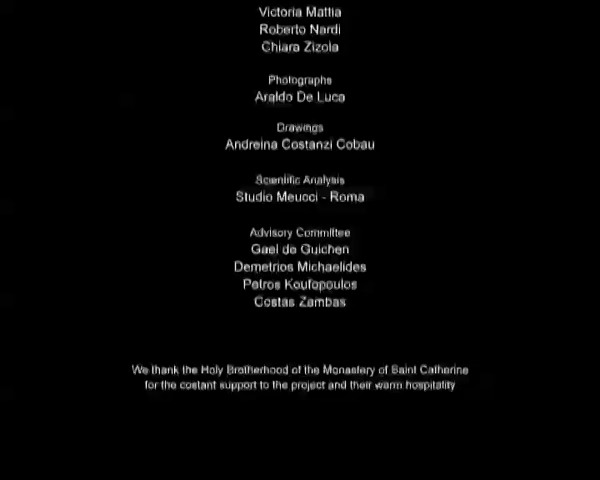 Victoria Mattia
Roberto Nardi
Chiara Zizola
Photographs
Araldo De Luca
Drawings
Andreina Costanzi Cobau
Scientific Analysis
Studio Meucci - Roma
Advisory Committee
Gael de Guichen
Demetrios Michaelides
Petros Koufopoulos
Costas Zambas
We thank the Holy Brotherhood of the Monastery of Saint Catherine
for the costant support to the project and their warm hospitality